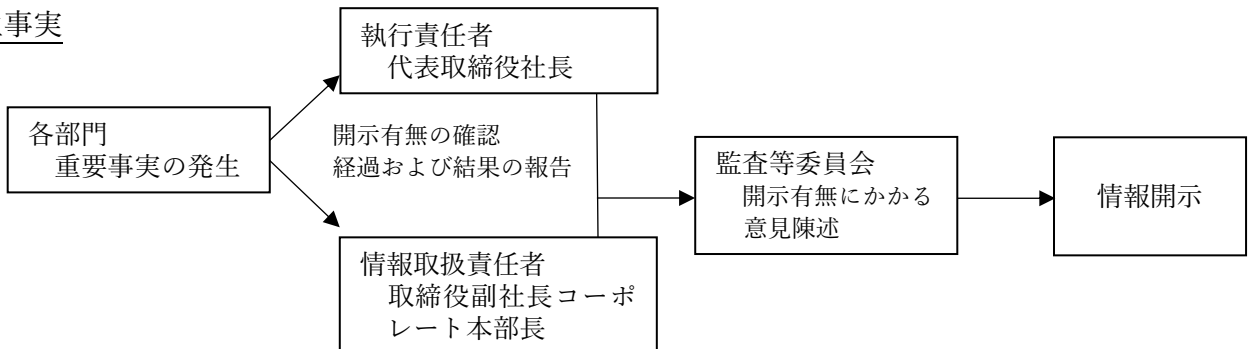 事実
執行責任者
代表取締役社長
各部門
重要事実の発生
開示有無の確認
経過および結果の報告
監査等委員会
開示有無にかかる
意見陳述
情報開示
情報取扱責任者
取締役副社長コーポ
レート本部長